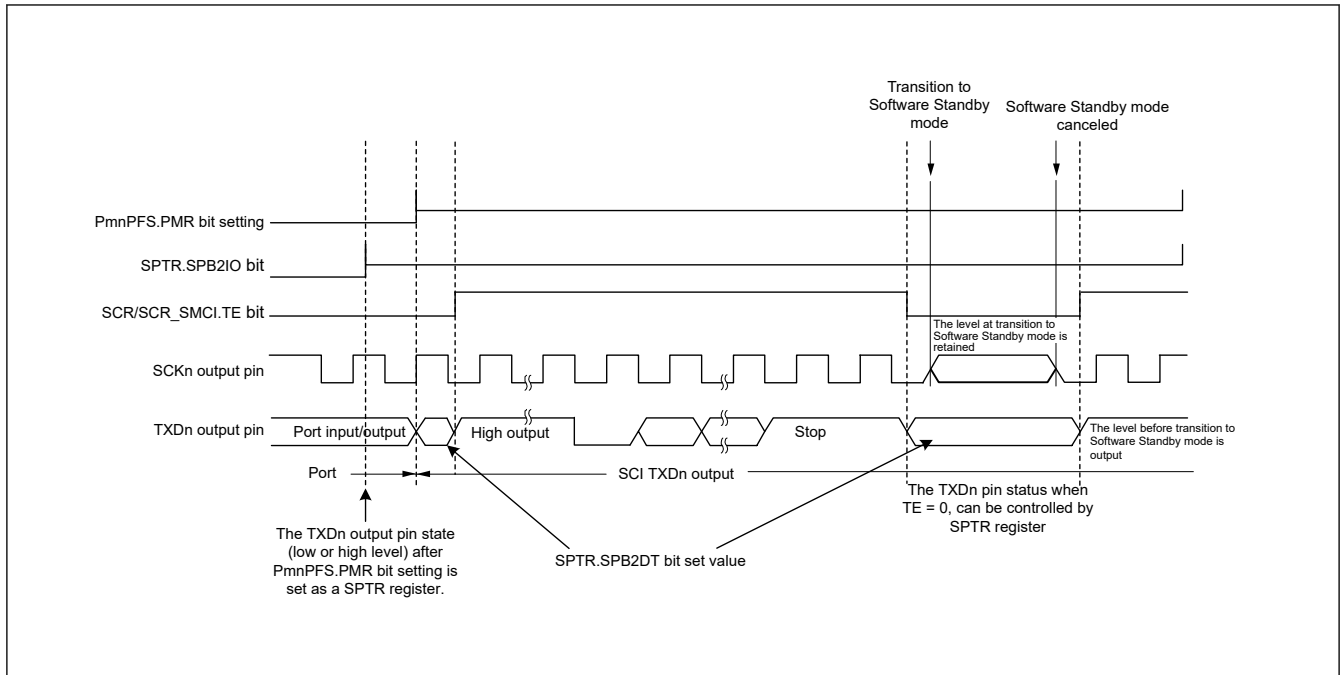 Transition to
Software Standby
mode
Software Standby mode
canceled
PmnPFS.PMR bit setting
SPTR.SPB2IO bit
SCR/SCR_SMCI.TE bit
The level at transition to
Software Standby mode is
retained
SCKn output pin
TXDn output pin
Port input/output
High output
Stop
The level before transition to
Software Standby mode is
output
Port
SCI TXDn output
The TXDn pin status when
TE = 0, can be controlled by
SPTR register
The TXDn output pin state
(low or high level) after
PmnPFS.PMR bit setting is
set as a SPTR register.
SPTR.SPB2DT bit set value